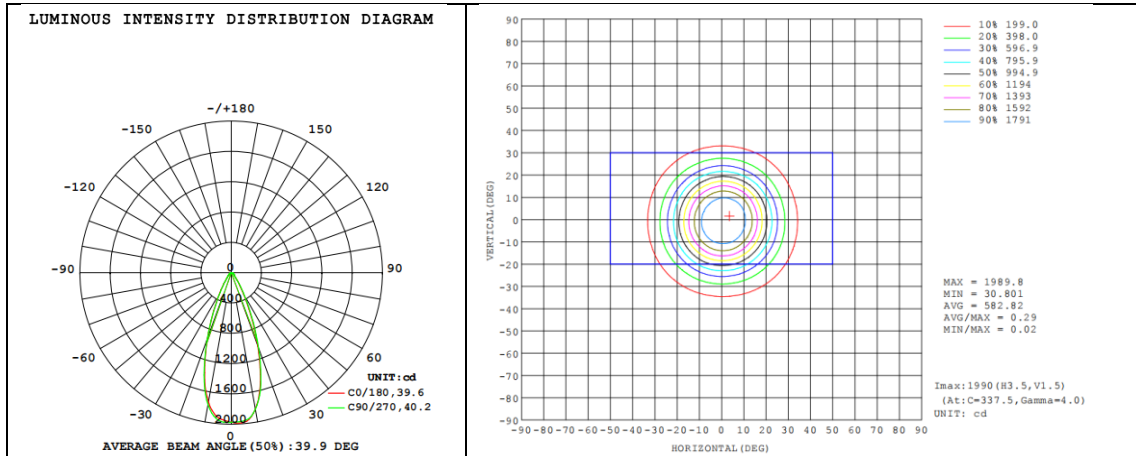 LUMINOUS INTENSITY DISTRIBUTION DIAGRAM
-/+180
-150 150
-120 120
-90 90
-60 60
-30 30
0
0
400
800
1200
1600
2000
UNIT:cd
C0/180,39.6
C90/270,40.2
AVERAGE BEAM ANGLE(50%):39.9 DEG
90
80
70
60
50
40
30
20
10
0
-10
-20
-30
-40
-50
-60
-70
-80
-90
VERTICAL(DEG)
-90 -80 -70 -60 -50 -40 -30 -20 -10 0 10 20 30 40 50 60 70 80 90
HORIZONTAL(DEG)
10% 199.0
20% 398.0
30% 596.9
40% 795.9
50% 994.9
60% 1194
70% 1393
80% 1592
90% 1791
MAX = 1989.8
MIN = 30.801
AVG = 582.82
AVG/MAX = 0.29
MIN/MAX = 0.02
Imax:1990(H3.5,V1.5)
(At:C=337.5,Gamma=4.0)
UNIT: cd